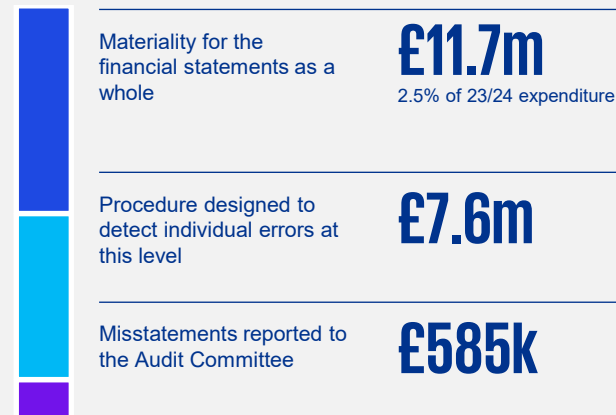 Materiality for the
financial statements as a
whole
£11.7m
2.5% of 23/24 expenditure
Procedure designed to
detect individual errors at
this level
£7.6m
Misstatements reported to
the Audit Committee
£585k